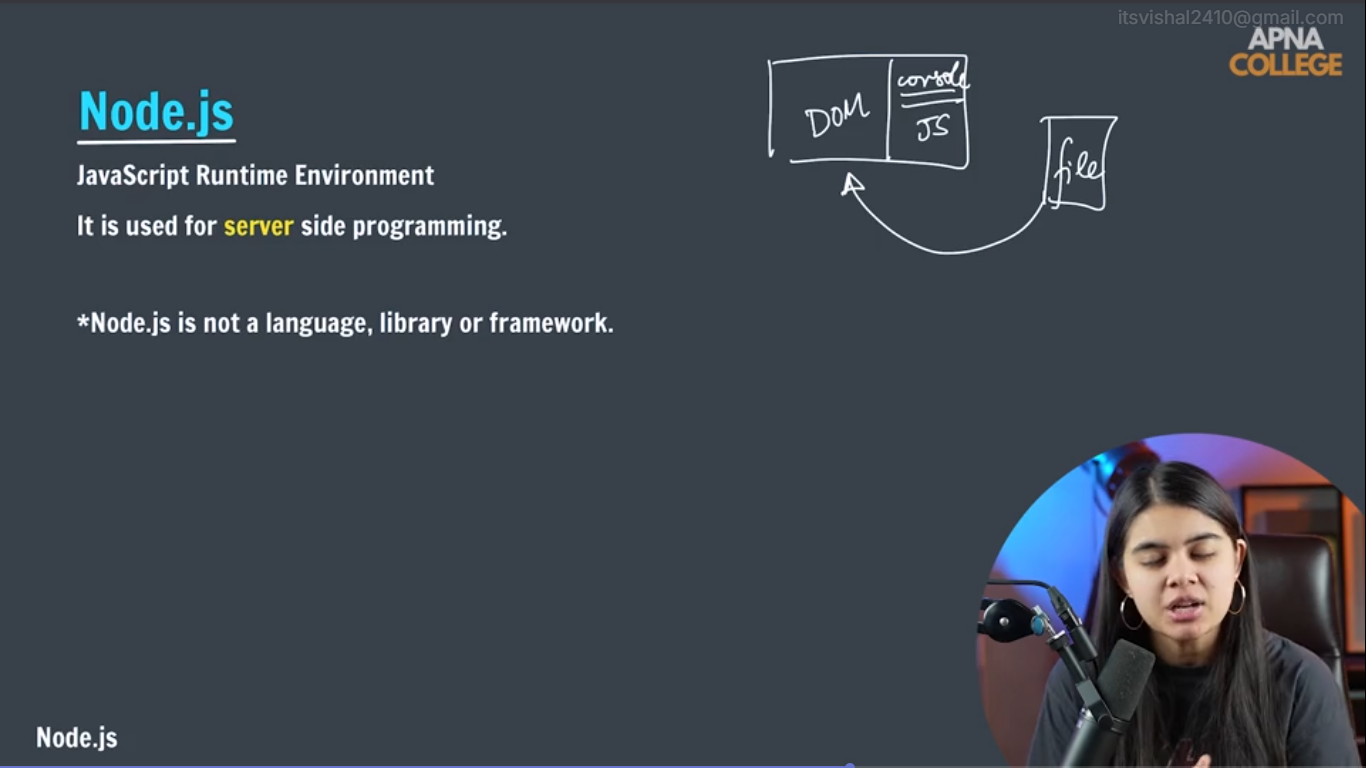 itsvishal2410@gmail.com
APNA
COLLEGE
Node.js
JavaScript Runtime Environment
It is used for server side programming.
*Node.js is not a language, library or framework.
DOM
console
JS
file
Node.js